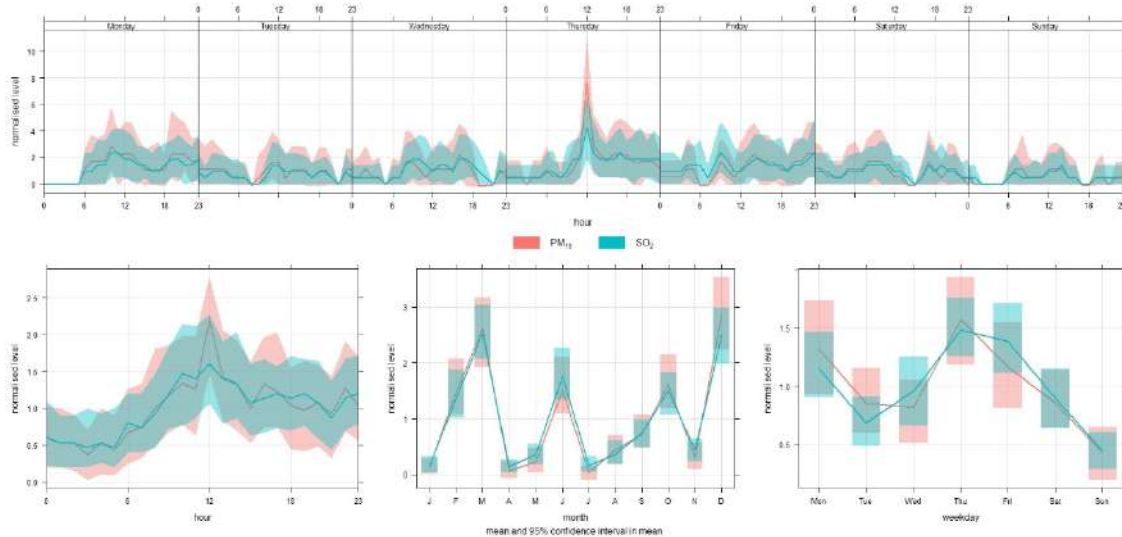 0 6 12 18 23 0 6 12 18 23 0 6 12 18 23
Monday Tuesday Wednesday Thursday Friday Saturday Sunday
10
8
6
4
2
0
normalised level
0 6 12 18 23 0 6 12 18 23 0 6 12 18 23 0 6 12 18 23
hour
PM₁₀ SO₂
2.5
2.0
1.5
1.0
0.5
0.0
normalised level
0 6 12 18 23
hour
3
2
1
0
normalised level
J F M A M J J A S O N D
month
mean and 95% confidence interval in mean
1.5
1.0
0.5
normalised level
Mon Tue Wed Thu Fri Sat Sun
weekday